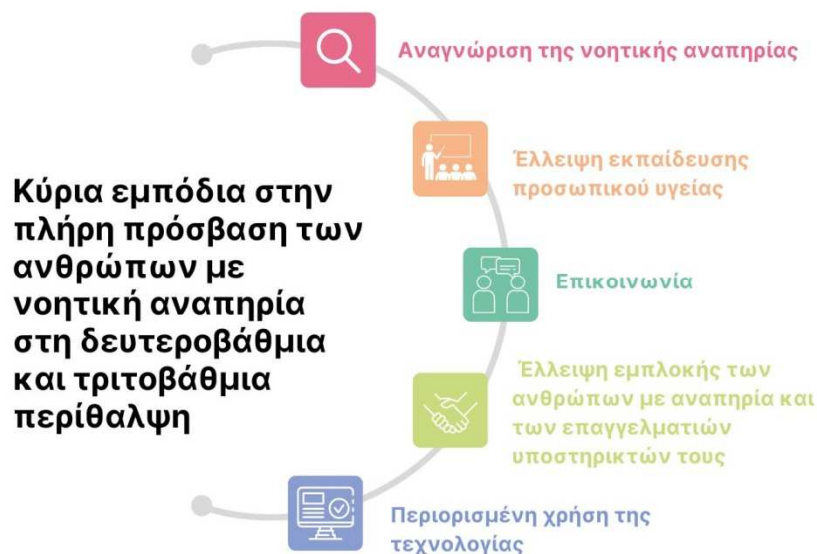 Κύρια εμπόδια στην
πλήρη πρόσβαση των
ανθρώπων με
νοητική αναπηρία
στη δευτεροβάθμια
και τριτοβάθμια
περίθαλψη
Αναγνώριση της νοητικής αναπηρίας
Έλλειψη εκπαίδευσης
προσωπικού υγείας
Επικοινωνία
Έλλειψη εμπλοκής των
ανθρώπων με αναπηρία και
των επαγγελματιών
υποστηρικτών τους
Περιορισμένη χρήση της
τεχνολογίας